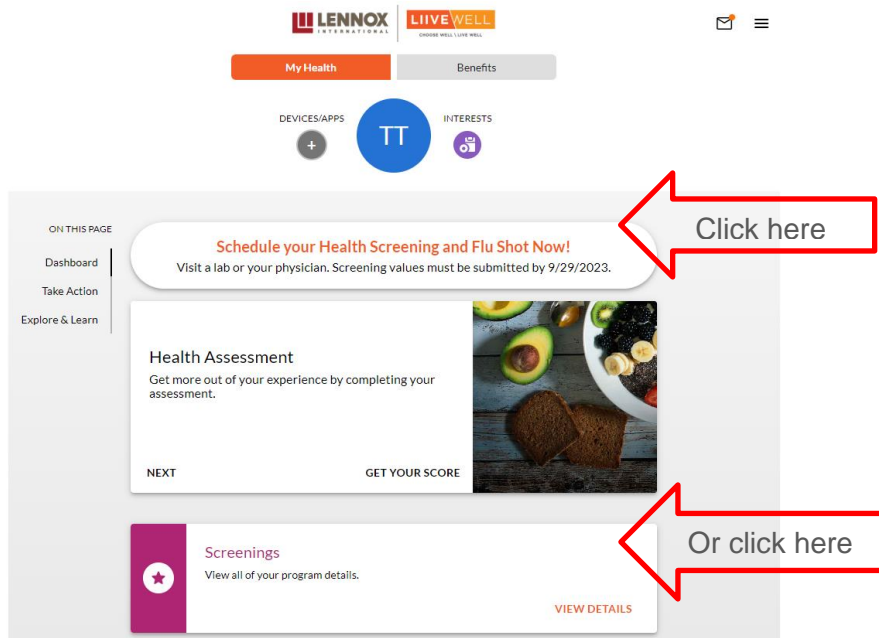 LENNOX
INTERNATIONAL
LIIVEWELL
CHOOSE WELL \ LIVE WELL
My Health
Benefits
DEVICES/APPS
TT
INTERESTS
+
Click here
ON THIS PAGE
Dashboard
Take Action
Explore & Learn
Schedule your Health Screening and Flu Shot Now!
Visit a lab or your physician. Screening values must be submitted by 9/29/2023.
Health Assessment
Get more out of your experience by completing your
assessment.
NEXT
GET YOUR SCORE
Or click here
Screenings
View all of your program details.
VIEW DETAILS